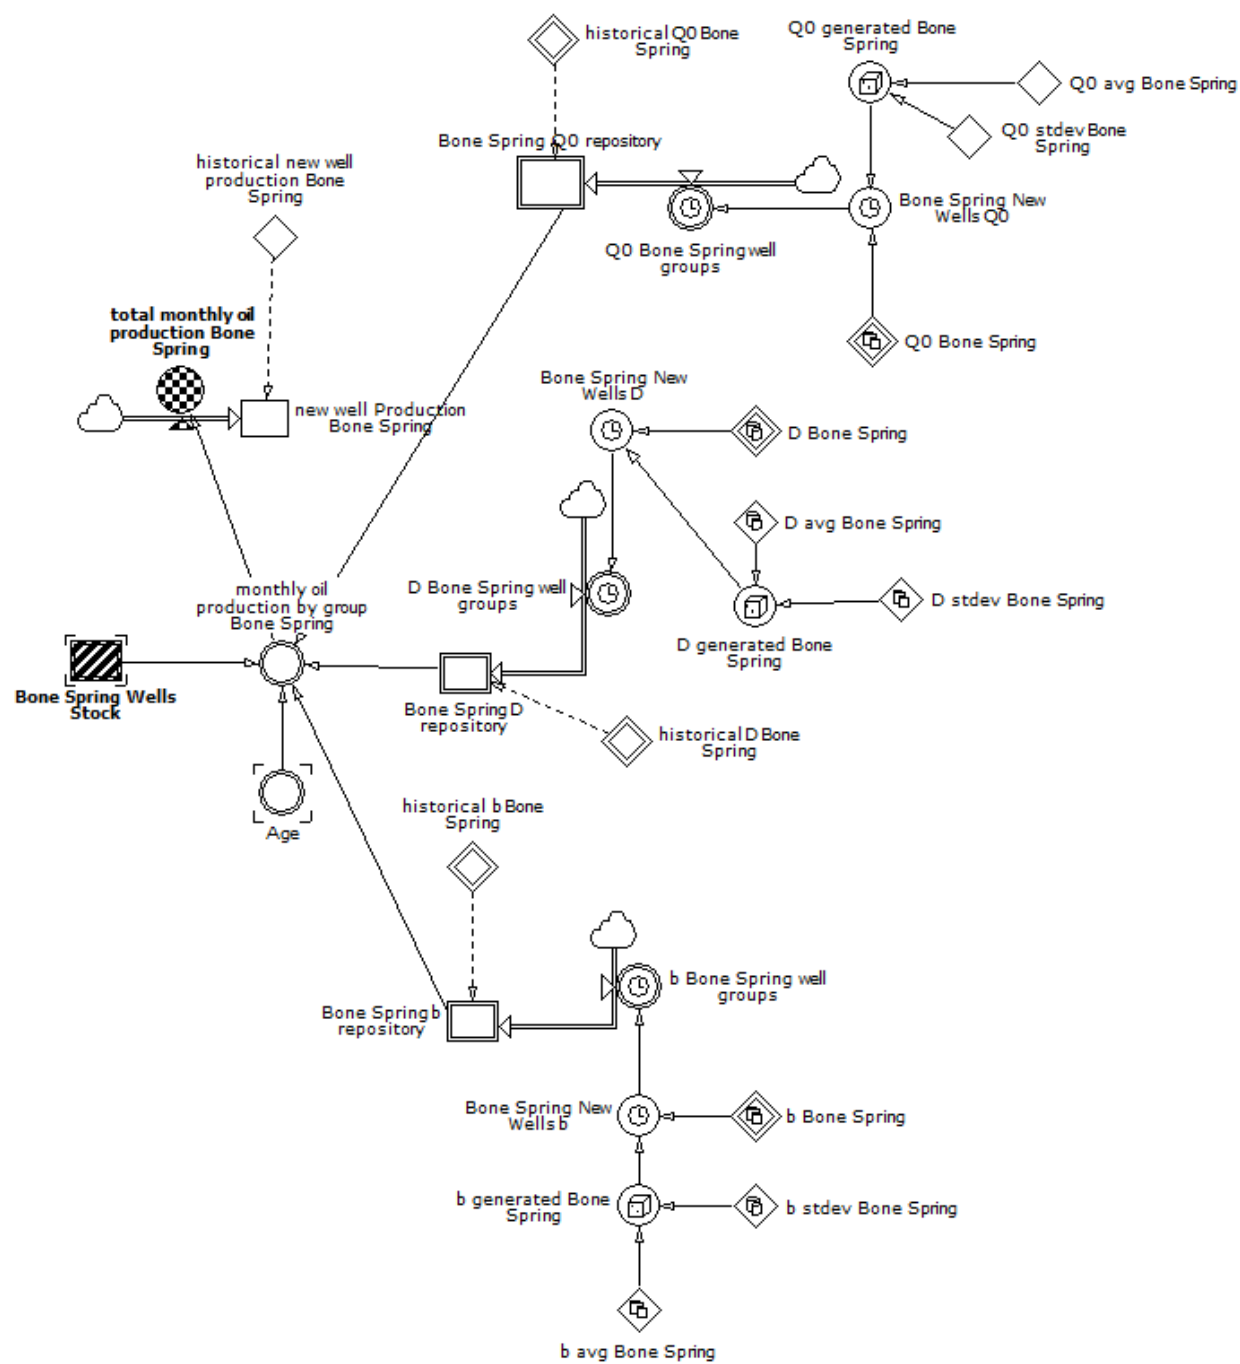 historical Q0 Bone
Spring
Q0 generated Bone
Spring
Q0 avg Bone Spring
Q0 stdev Bone
Spring
Bone Spring Q0 repository
historical new well
production Bone
Spring
Bone Spring New
Wells Q0
Q0 Bone Spring well
groups
total monthly oil
production Bone
Spring
Q0 Bone Spring
Bone Spring New
Wells D
new well Production
Bone Spring
D Bone Spring
D avg Bone Spring
monthly oil
production by group
Bone Spring
D Bone Spring well
groups
D stdev Bone Spring
D generated Bone
Spring
Bone Spring Wells
Stock
Bone Spring D
repository
historical D Bone
Spring
Age
historical b Bone
Spring
b Bone Spring well
groups
Bone Spring b
repository
Bone Spring New
Wells b
b Bone Spring
b generated Bone
Spring
b stdev Bone Spring
b avg Bone Spring